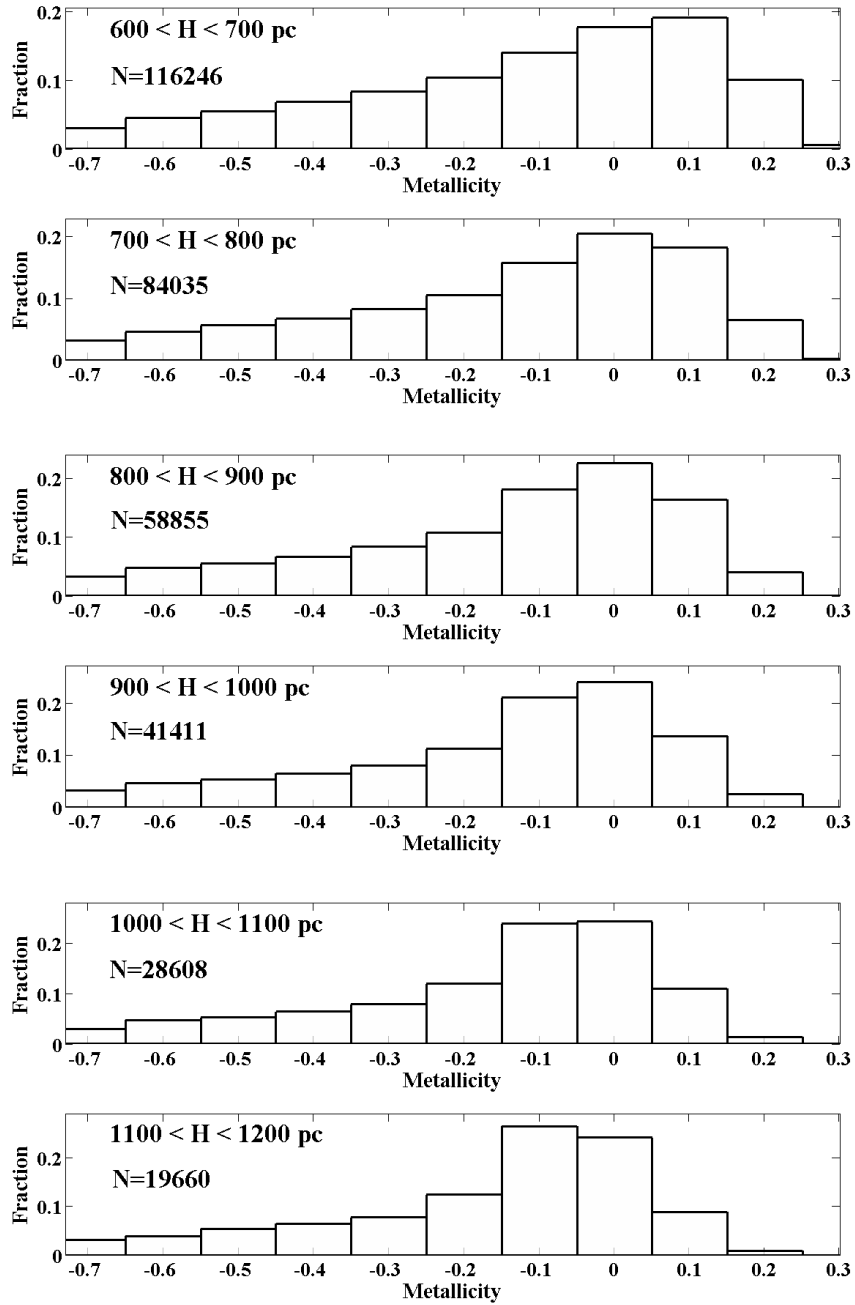 600 < H < 700 pc
N=116246
Fraction
0.2
0.1
0
-0.7 -0.6 -0.5 -0.4 -0.3 -0.2 -0.1 0 0.1 0.2 0.3
Metallicity
700 < H < 800 pc
N=84035
Fraction
0.2
0.1
0
-0.7 -0.6 -0.5 -0.4 -0.3 -0.2 -0.1 0 0.1 0.2 0.3
Metallicity
800 < H < 900 pc
N=58855
Fraction
0.2
0.1
0
-0.7 -0.6 -0.5 -0.4 -0.3 -0.2 -0.1 0 0.1 0.2 0.3
Metallicity
900 < H < 1000 pc
N=41411
Fraction
0.2
0.1
0
-0.7 -0.6 -0.5 -0.4 -0.3 -0.2 -0.1 0 0.1 0.2 0.3
Metallicity
1000 < H < 1100 pc
N=28608
Fraction
0.2
0.1
0
-0.7 -0.6 -0.5 -0.4 -0.3 -0.2 -0.1 0 0.1 0.2 0.3
Metallicity
1100 < H < 1200 pc
N=19660
Fraction
0.2
0.1
0
-0.7 -0.6 -0.5 -0.4 -0.3 -0.2 -0.1 0 0.1 0.2 0.3
Metallicity